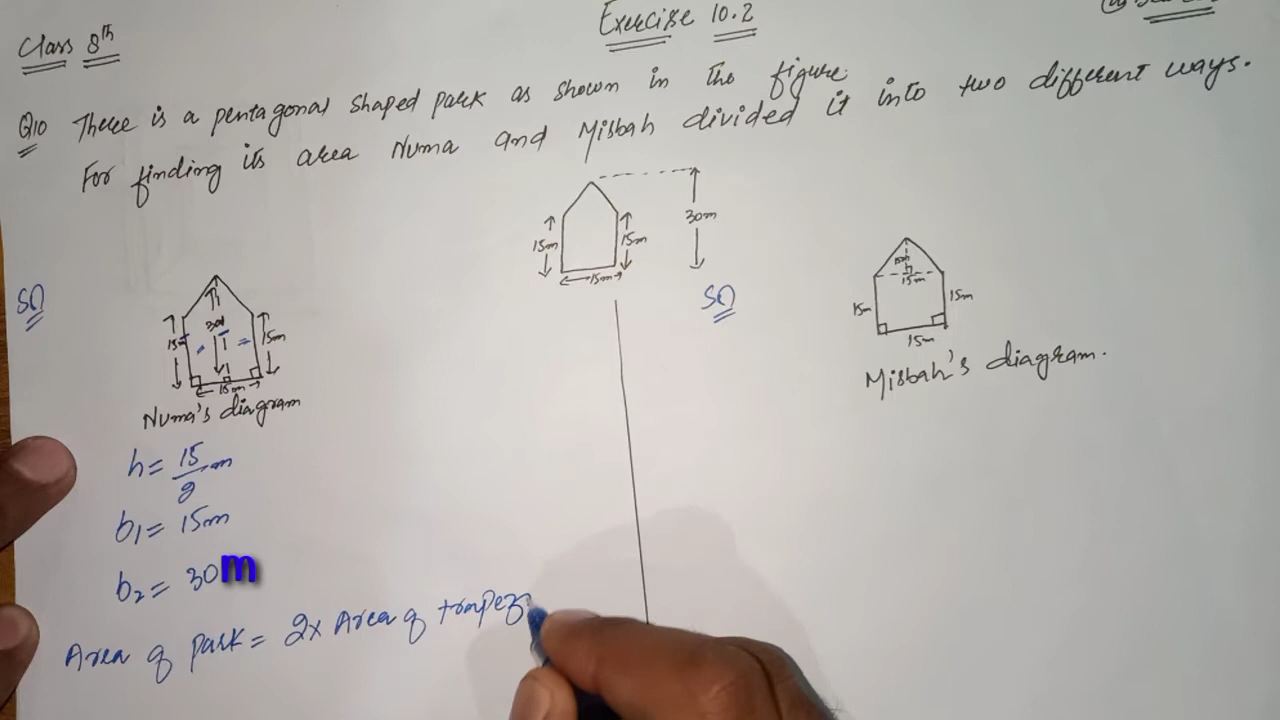 Class 8th
Exercise 10.2
Q10 There is a pentagonal shaped park as shown in the figure.
For finding its area Numa and Misbah divided it into two different ways.
30m
15m
15m
15m
Sol
Sol
15m
30
15m
15m
Numa's diagram
15m
15m
15m
15m
15m
Misbah's diagram.
h = 15/2 m
b1 = 15m
b2 = 30m
Area of park = 2x Area of trapez